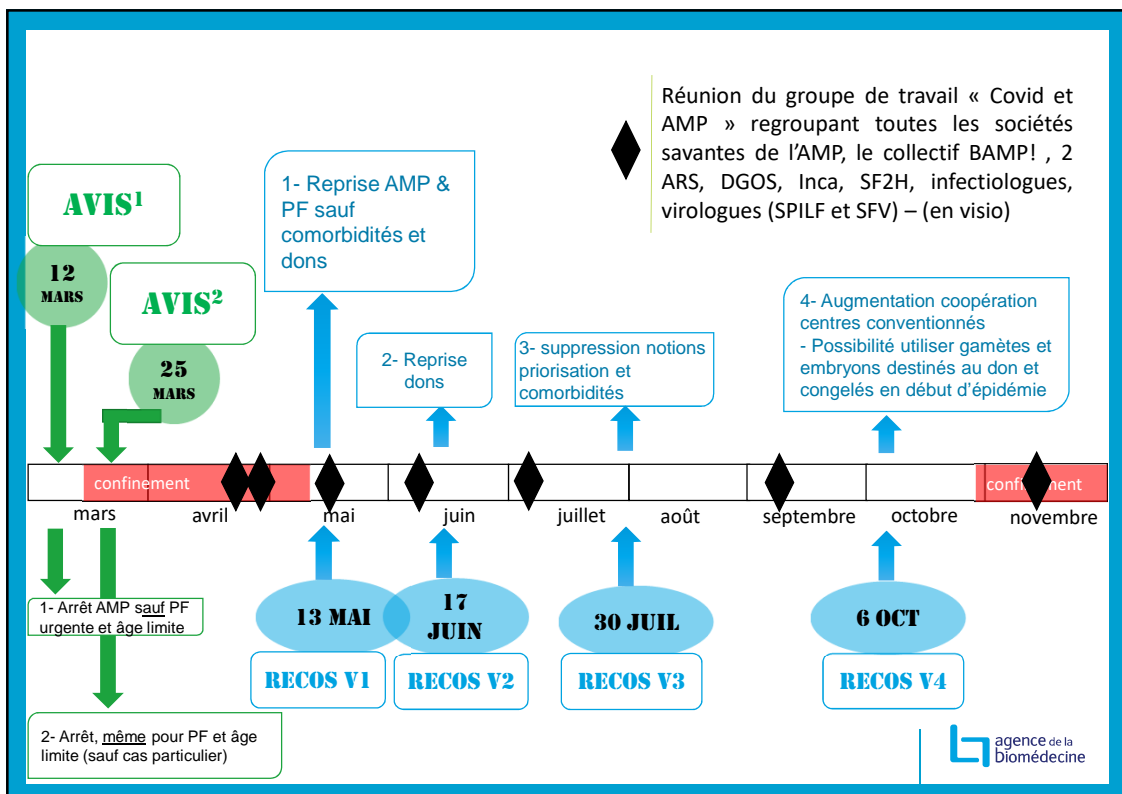 Réunion du groupe de travail « Covid et
AMP » regroupant toutes les sociétés
savantes de l’AMP, le collectif BAMP! , 2
ARS, DGOS, Inca, SF2H, infectiologues,
virologues (SPILF et SFV) – (en visio)
AVIS¹
12
MARS
AVIS²
25
MARS
1- Reprise AMP &
PF sauf
comorbidités et
dons
2- Reprise
dons
3- suppression notions
priorisation et
comorbidités
4- Augmentation coopération
centres conventionnés
- Possibilité utiliser gamètes et
embryons destinés au don et
congelés en début d’épidémie
confinement
confinement
mars
avril
mai
juin
juillet
août
septembre
octobre
novembre
1- Arrêt AMP sauf PF
urgente et âge limite
2- Arrêt, même pour PF et âge
limite (sauf cas particulier)
13 MAI
RECOS V1
17
JUIN
RECOS V2
30 JUIL
RECOS V3
6 OCT
RECOS V4
agence de la
biomédecine